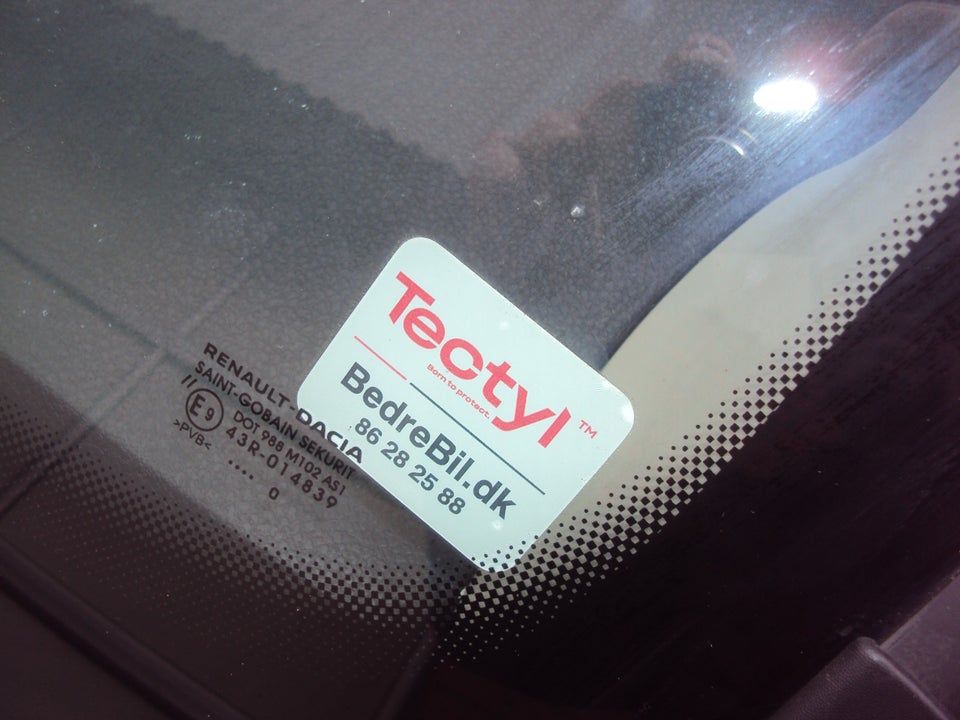 Tectyl™
Born to protect.
BedreBil.dk
86 28 25 88
RENAULT-DACIA
SAINT-GOBAIN SEKURIT
DOT 988 M102 AS1
43R-014839
E9
>PVB<
....
0